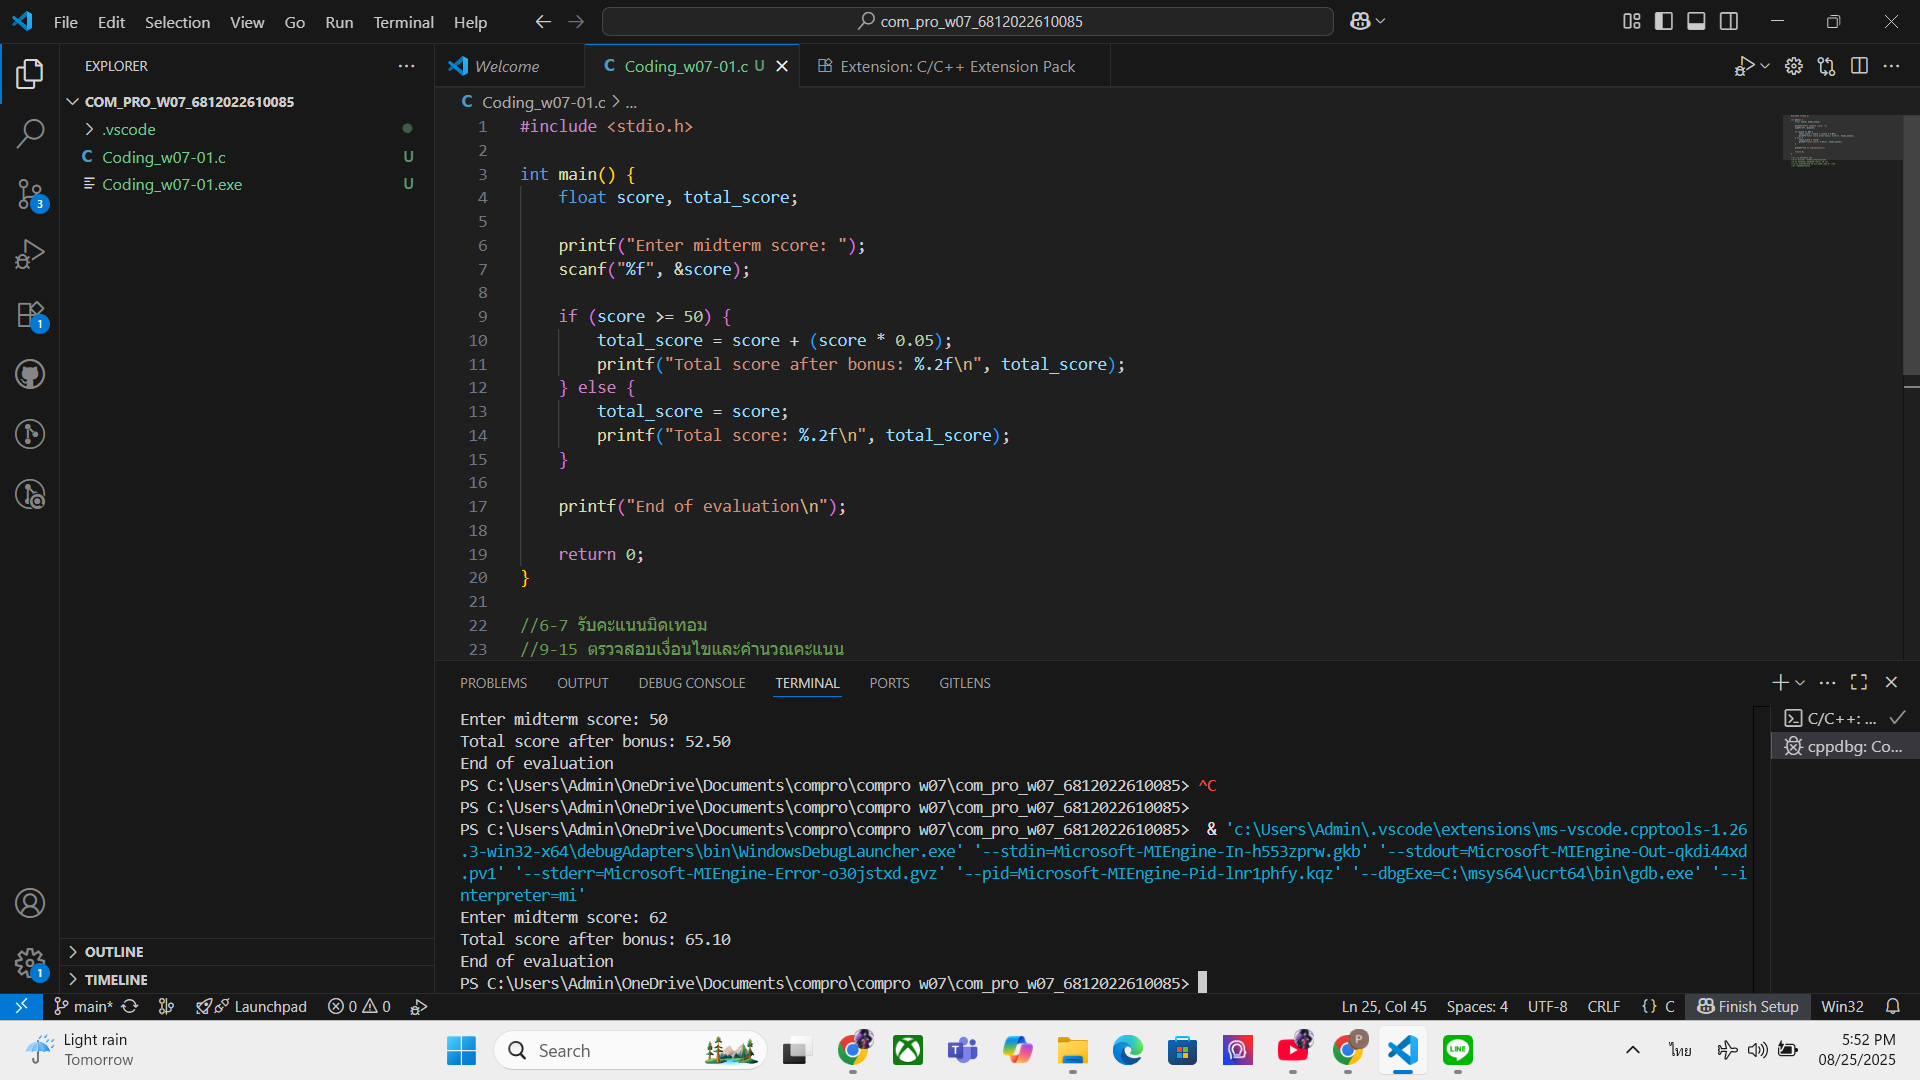 File Edit Selection View Go Run Terminal Help
com_pro_w07_6812022610085
EXPLORER
Welcome
C Coding_w07-01.c U
Extension: C/C++ Extension Pack
COM_PRO_W07_6812022610085
.vscode
C Coding_w07-01.c U
Coding_w07-01.exe U
3
1
1
C Coding_w07-01.c > ...
1 #include <stdio.h>
2
3 int main() {
4 float score, total_score;
5
6 printf("Enter midterm score: ");
7 scanf("%f", &score);
8
9 if (score >= 50) {
10 total_score = score + (score * 0.05);
11 printf("Total score after bonus: %.2f\n", total_score);
12 } else {
13 total_score = score;
14 printf("Total score: %.2f\n", total_score);
15 }
16
17 printf("End of evaluation\n");
18
19 return 0;
20 }
21
22 //6-7 รับคะแนนมิดเทอม
23 //9-15 ตรวจสอบเงื่อนไขและคำนวณคะแนน
PROBLEMS OUTPUT DEBUG CONSOLE TERMINAL PORTS GITLENS
C/C++: ...
cppdbg: Co...
Enter midterm score: 50
Total score after bonus: 52.50
End of evaluation
PS C:\Users\Admin\OneDrive\Documents\compro\compro w07\com_pro_w07_6812022610085> ^C
PS C:\Users\Admin\OneDrive\Documents\compro\compro w07\com_pro_w07_6812022610085>
PS C:\Users\Admin\OneDrive\Documents\compro\compro w07\com_pro_w07_6812022610085>  & 'c:\Users\Admin\.vscode\extensions\ms-vscode.cpptools-1.26
.3-win32-x64\debugAdapters\bin\WindowsDebugLauncher.exe' '--stdin=Microsoft-MIEngine-In-h553zprw.gkb' '--stdout=Microsoft-MIEngine-Out-qkdi44xd
.pv1' '--stderr=Microsoft-MIEngine-Error-o30jstxd.gvz' '--pid=Microsoft-MIEngine-Pid-lnr1phfy.kqz' '--dbgExe=C:\msys64\ucrt64\bin\gdb.exe' '--i
nterpreter=mi'
Enter midterm score: 62
Total score after bonus: 65.10
End of evaluation
PS C:\Users\Admin\OneDrive\Documents\compro\compro w07\com_pro_w07_6812022610085>
OUTLINE
TIMELINE
main* Launchpad 0 0
Ln 25, Col 45 Spaces: 4 UTF-8 CRLF {} C Finish Setup Win32
Light rain
Tomorrow
Search
LINE
ไทย
5:52 PM
08/25/2025